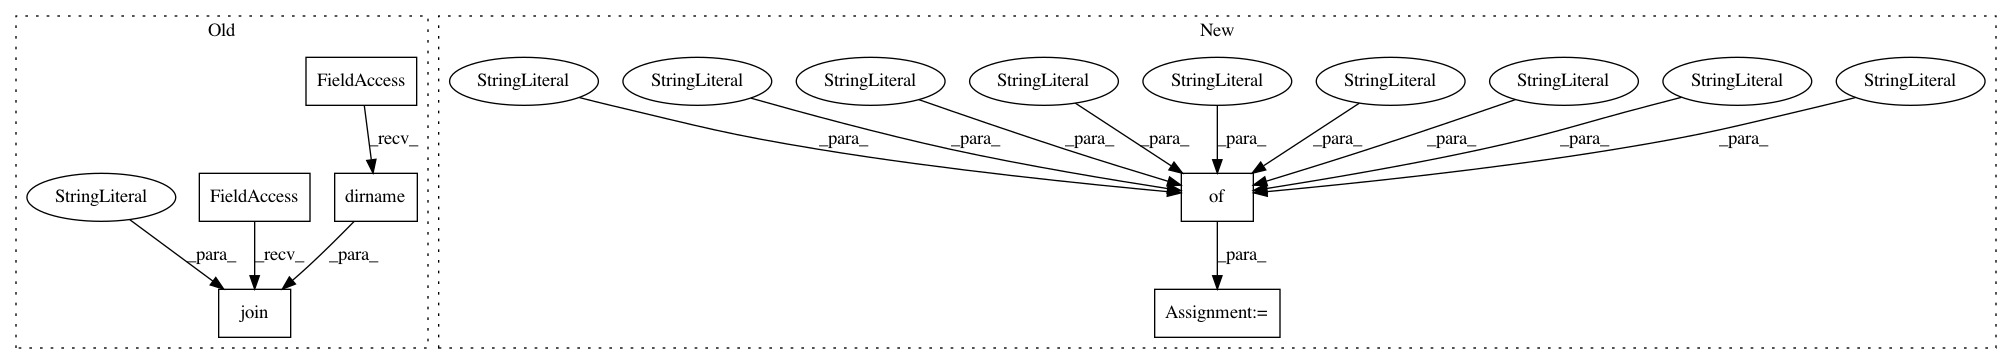 Old
New
FieldAccess
StringLiteral
StringLiteral
StringLiteral
StringLiteral
StringLiteral
StringLiteral
StringLiteral
StringLiteral
StringLiteral
_recv_
_para_
_para_
_para_
_para_
_para_
_para_
_para_
_para_
_para_
StringLiteral
FieldAccess
dirname
of
_para_
_recv_
_para_
_para_
join
Assignment:=